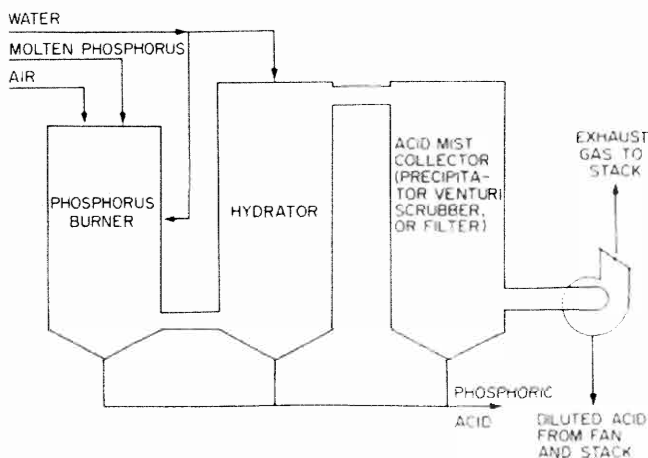 WATER
MOLTEN PHOSPHORUS
AIR
PHOSPHORUS
BURNER
HYDRATOR
ACID MIST
COLLECTOR
(PRECIPITA-
TOR VENTURI
SCRUBBER,
OR FILTER)
EXHAUST
GAS TO
STACK
PHOSPHORIC
ACID
DILUTED ACID
FROM FAN
AND STACK